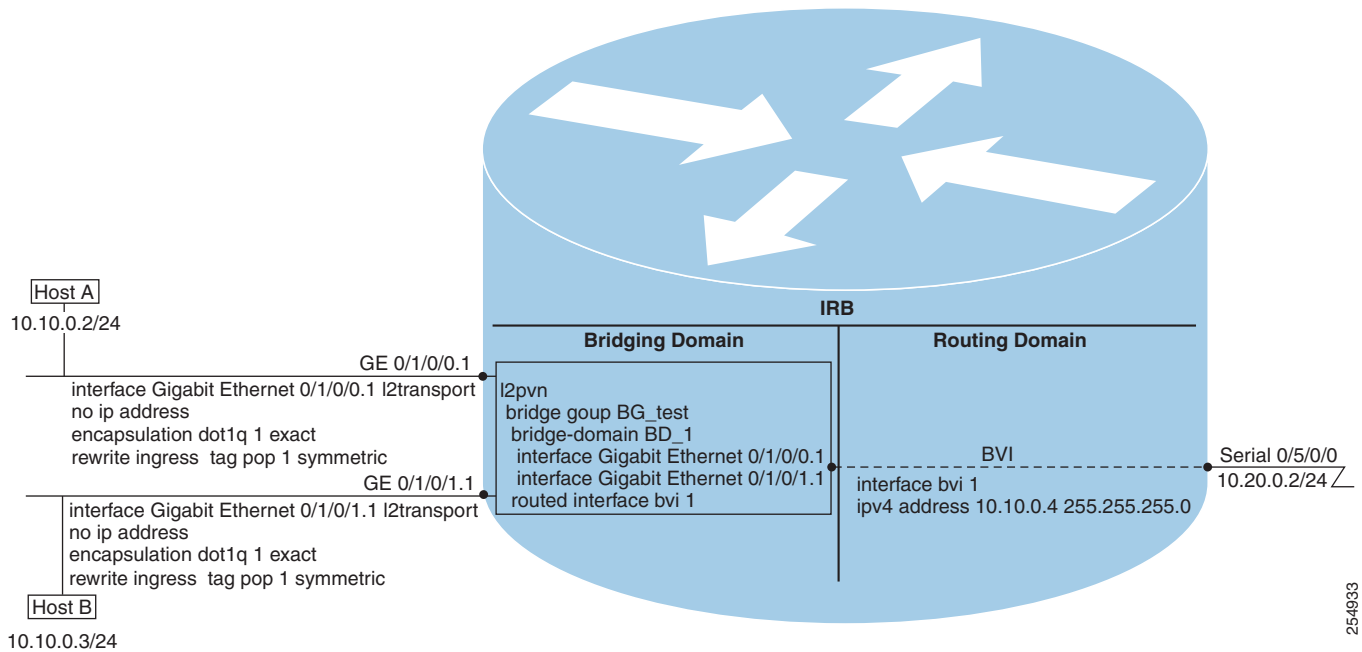 Host A
10.10.0.2/24
GE 0/1/0/0.1
interface Gigabit Ethernet 0/1/0/0.1 l2transport
no ip address
encapsulation dot1q 1 exact
rewrite ingress tag pop 1 symmetric
GE 0/1/0/1.1
interface Gigabit Ethernet 0/1/0/1.1 l2transport
no ip address
encapsulation dot1q 1 exact
rewrite ingress tag pop 1 symmetric
Host B
10.10.0.3/24
IRB
Bridging Domain
l2pvn
bridge goup BG_test
bridge-domain BD_1
interface Gigabit Ethernet 0/1/0/0.1
interface Gigabit Ethernet 0/1/0/1.1
routed interface bvi 1
Routing Domain
BVI
interface bvi 1
ipv4 address 10.10.0.4 255.255.255.0
Serial 0/5/0/0
10.20.0.2/24
254933